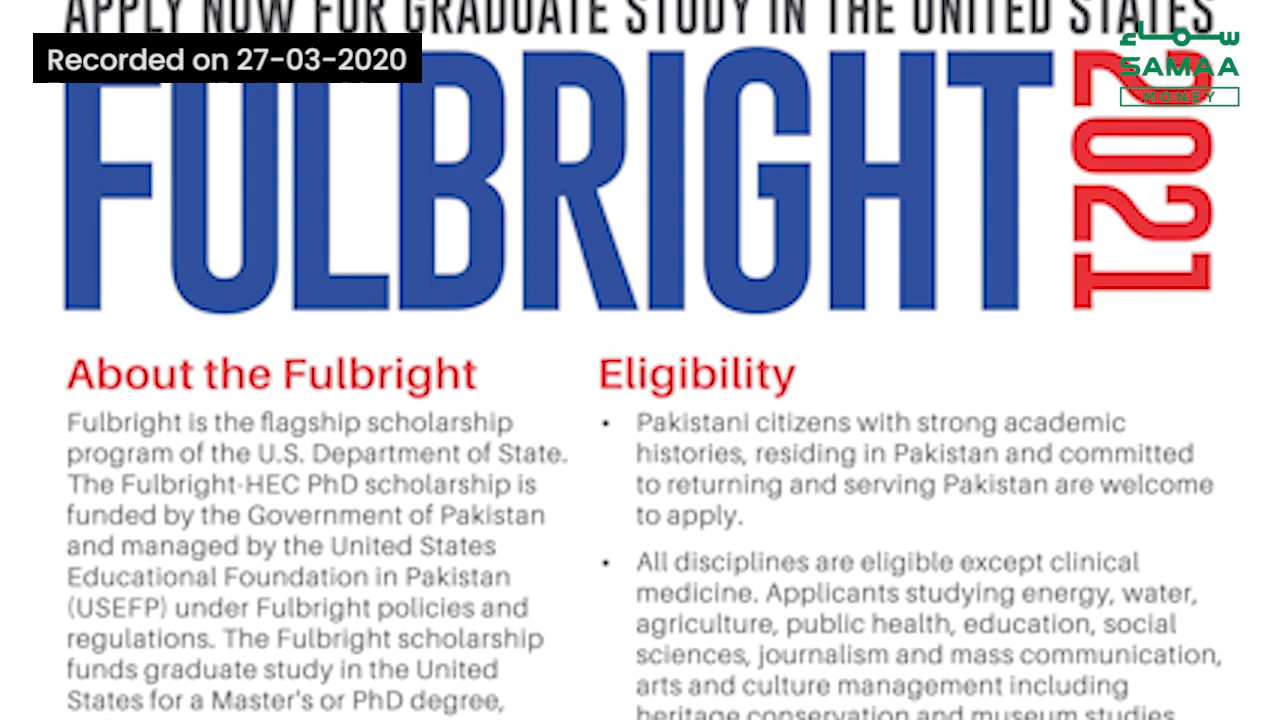 APPLY NOW FOR GRADUATE STUDY IN THE UNITED STATES
Recorded on 27-03-2020
سماء
SAMAA
MONEY
FULBRIGHT
2021
About the Fulbright
Fulbright is the flagship scholarship
program of the U.S. Department of State.
The Fulbright-HEC PhD scholarship is
funded by the Government of Pakistan
and managed by the United States
Educational Foundation in Pakistan
(USEFP) under Fulbright policies and
regulations. The Fulbright scholarship
funds graduate study in the United
States for a Master's or PhD degree,
Eligibility
• Pakistani citizens with strong academic
histories, residing in Pakistan and committed
to returning and serving Pakistan are welcome
to apply.
• All disciplines are eligible except clinical
medicine. Applicants studying energy, water,
agriculture, public health, education, social
sciences, journalism and mass communication,
arts and culture management including
heritage conservation and museum studies